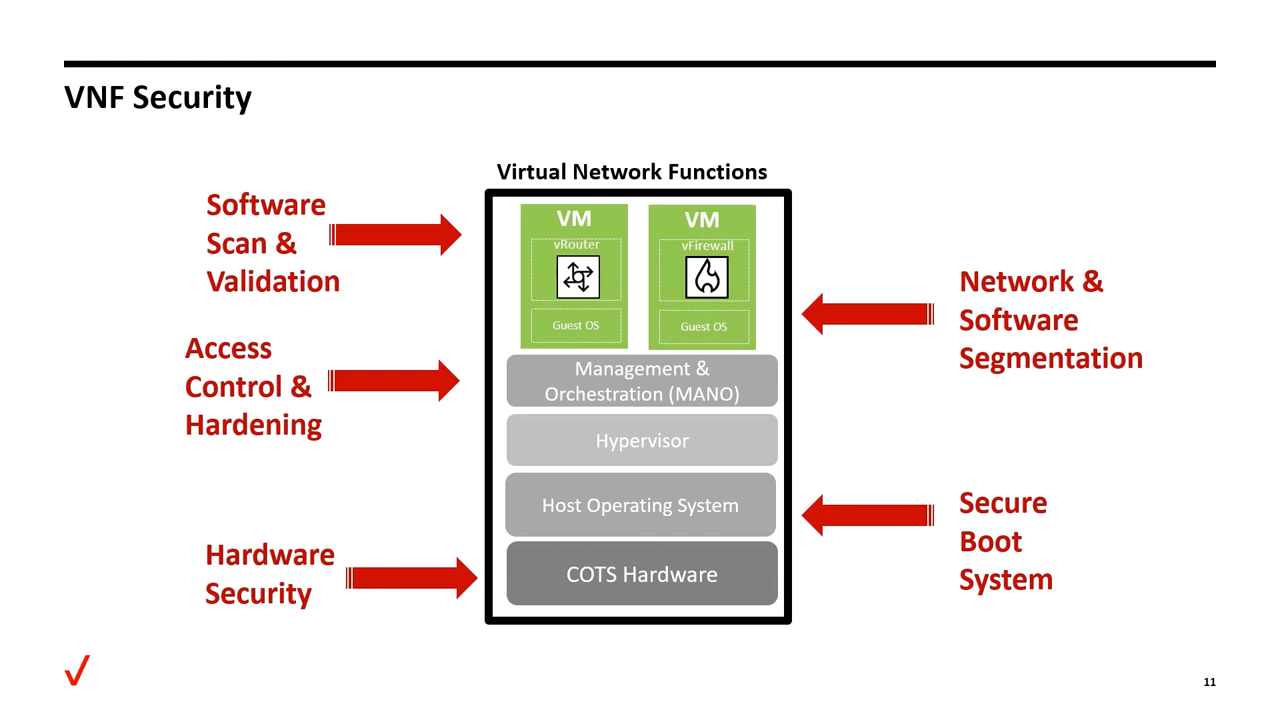 VNF Security
Virtual Network Functions
Software
Scan &
Validation
Access
Control &
Hardening
Hardware
Security
VM
vRouter
Guest OS
VM
vFirewall
Guest OS
Management &
Orchestration (MANO)
Hypervisor
Host Operating System
COTS Hardware
Network &
Software
Segmentation
Secure
Boot
System
11